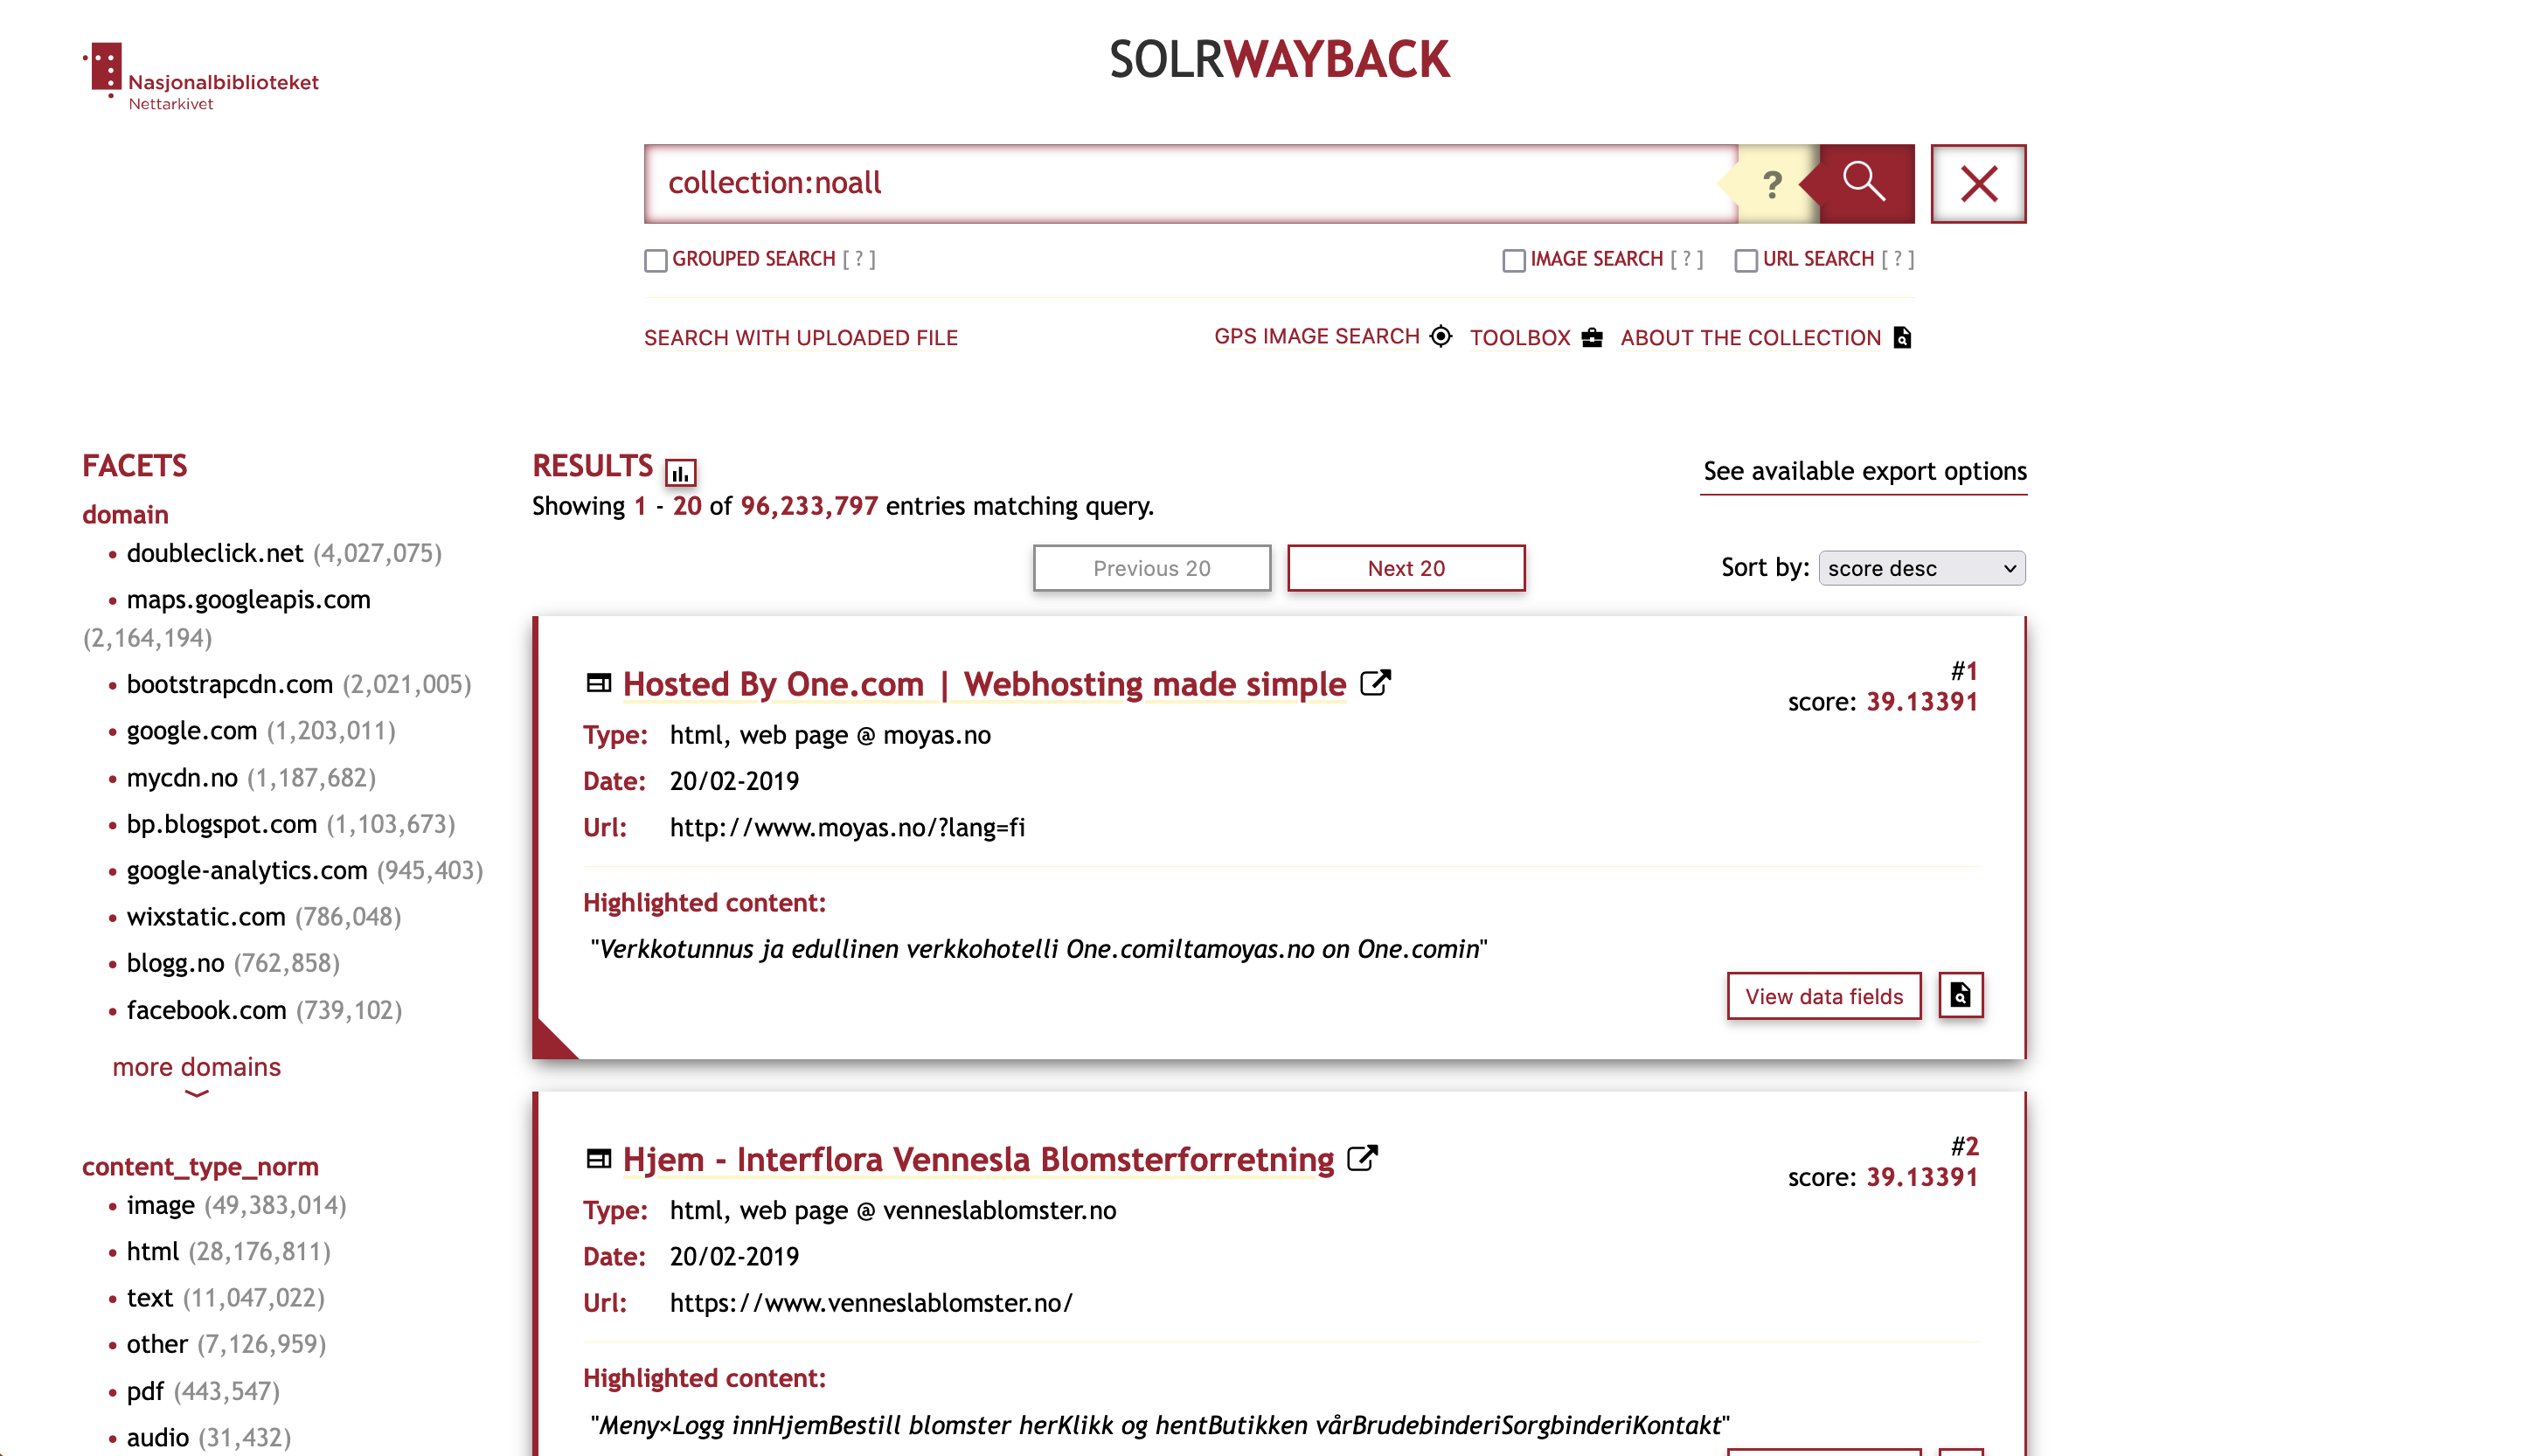 Nasjonalbiblioteket
Nettarkivet
SOLRWAYBACK
collection:noall
?
GROUPED SEARCH [ ? ]
IMAGE SEARCH [ ? ]
URL SEARCH [ ? ]
SEARCH WITH UPLOADED FILE
GPS IMAGE SEARCH
TOOLBOX
ABOUT THE COLLECTION
FACETS
domain
• doubleclick.net (4,027,075)
• maps.googleapis.com
(2,164,194)
• bootstrapcdn.com (2,021,005)
• google.com (1,203,011)
• mycdn.no (1,187,682)
• bp.blogspot.com (1,103,673)
• google-analytics.com (945,403)
• wixstatic.com (786,048)
• blogg.no (762,858)
• facebook.com (739,102)
more domains
content_type_norm
• image (49,383,014)
• html (28,176,811)
• text (11,047,022)
• other (7,126,959)
• pdf (443,547)
• audio (31,432)
RESULTS
Showing 1 - 20 of 96,233,797 entries matching query.
See available export options
Previous 20
Next 20
Sort by: score desc
Hosted By One.com | Webhosting made simple
#1
score: 39.13391
Type: html, web page @ moyas.no
Date: 20/02-2019
Url: http://www.moyas.no/?lang=fi
Highlighted content:
"Verkkotunnus ja edullinen verkkohotelli One.comiltamoyas.no on One.comin"
View data fields
Hjem - Interflora Vennesla Blomsterforretning
#2
score: 39.13391
Type: html, web page @ venneslablomster.no
Date: 20/02-2019
Url: https://www.venneslablomster.no/
Highlighted content:
"Meny×Logg innHjemBestill blomster herKlikk og hentButikken vårBrudebinderiSorgbinderiKontakt"